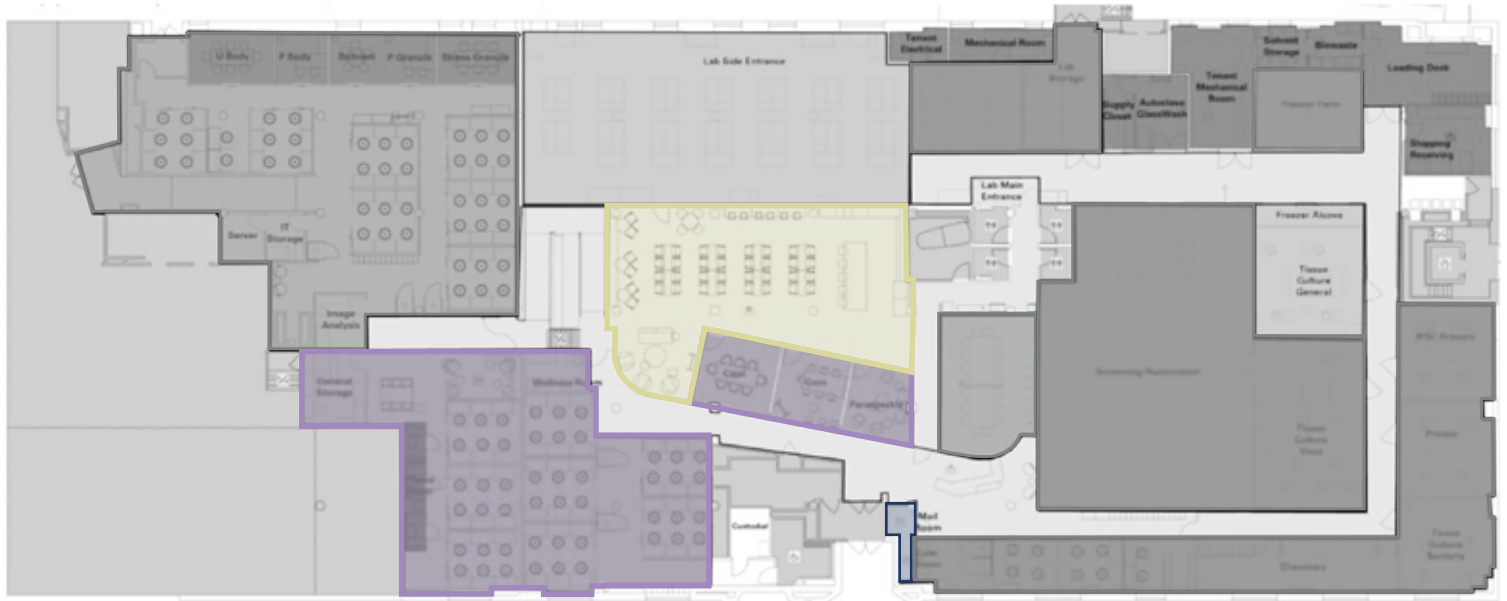 U Body
P Body
P Granule
Stress Granule
Lab Side Entrance
Tenant
Electrical
Mechanical Room
Lab
Storage
Solvent
Storage
Biowaste
Loading Dock
Tenant
Mechanical
Room
Supply
Closet
Autoclave
GlassWash
Freezer Farm
Shipping
Receiving
Lab Main
Entrance
Freezer Alcove
Server
IT
Storage
Tissue
Culture
General
Image
Analysis
General
Storage
Wellness Room
Cajal
Gem
Paraspeckle
Screening Automation
Tissue
Culture
Virus
Custodial
Mail
Room
Tissue
Culture
Bacteria
Chemistry